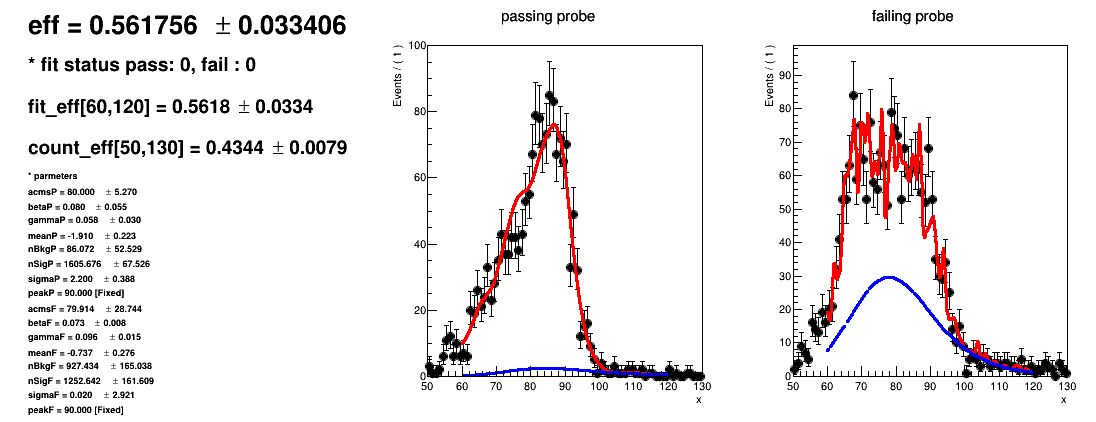 eff = 0.561756 ± 0.033406
* fit status pass: 0, fail : 0
fit_eff[60,120] = 0.5618 ± 0.0334
count_eff[50,130] = 0.4344 ± 0.0079
* parmeters
acmsP = 80.000 ± 5.270
betaP = 0.080 ± 0.055
gammaP = 0.058 ± 0.030
meanP = -1.910 ± 0.223
nBkgP = 86.072 ± 52.529
nSigP = 1605.676 ± 67.526
sigmaP = 2.200 ± 0.388
peakP = 90.000 [Fixed]
acmsF = 79.914 ± 28.744
betaF = 0.073 ± 0.008
gammaF = 0.096 ± 0.015
meanF = -0.737 ± 0.276
nBkgF = 927.434 ± 165.038
nSigF = 1252.642 ± 161.609
sigmaF = 0.020 ± 2.921
peakF = 90.000 [Fixed]
passing probe
Events / ( 1 )
100
80
60
40
20
0
50 60 70 80 90 100 110 120 130
x
failing probe
Events / ( 1 )
90
80
70
60
50
40
30
20
10
0
50 60 70 80 90 100 110 120 130
x